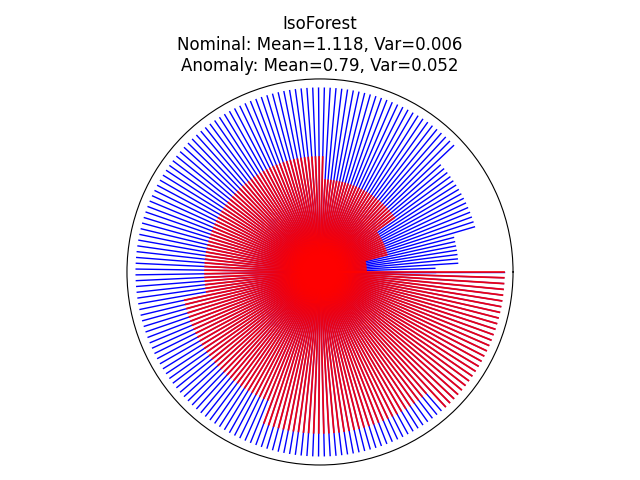 IsoForest
Nominal: Mean=1.118, Var=0.006
Anomaly: Mean=0.79, Var=0.052